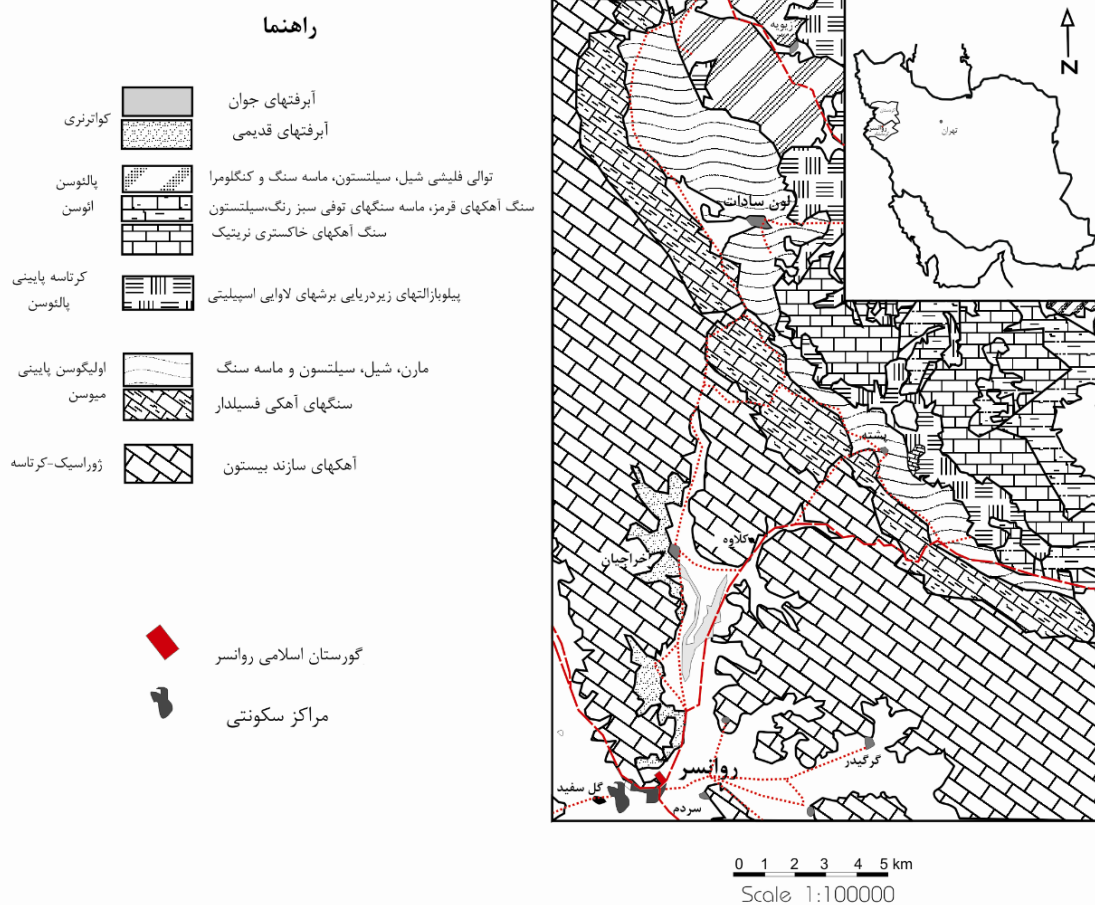 راهنما
آبرفتهای جوان
کواترنری
آبرفتهای قدیمی
توالی فلیشی شیل، سیلتستون، ماسه سنگ و کنگلومرا
پالئوسن
سنگ آهکهای قرمز، ماسه سنگهای توفی سبز رنگ،سیلتستون
ائوسن
سنگ آهکهای خاکستری نریتیک
کرتاسه پایینی
پیلوبازالتهای زیردریایی برشهای لاوایی اسپیلیتی
پالئوسن
مارن، شیل، سیلتسون و ماسه سنگ
اولیگوسن پایینی
میوسن
سنگهای آهکی فسیلدار
آهکهای سازند بیستون
ژوراسیک-کرتاسه
گورستان اسلامی روانسر
مراکز سکونتی
زیویه
N
تهران
روانسر
لون سادات
پشته
کلاوه
خراجیان
روانسر
گرگیدر
گل سفید
سردم
0 1 2 3 4 5 km
Scale 1:100000